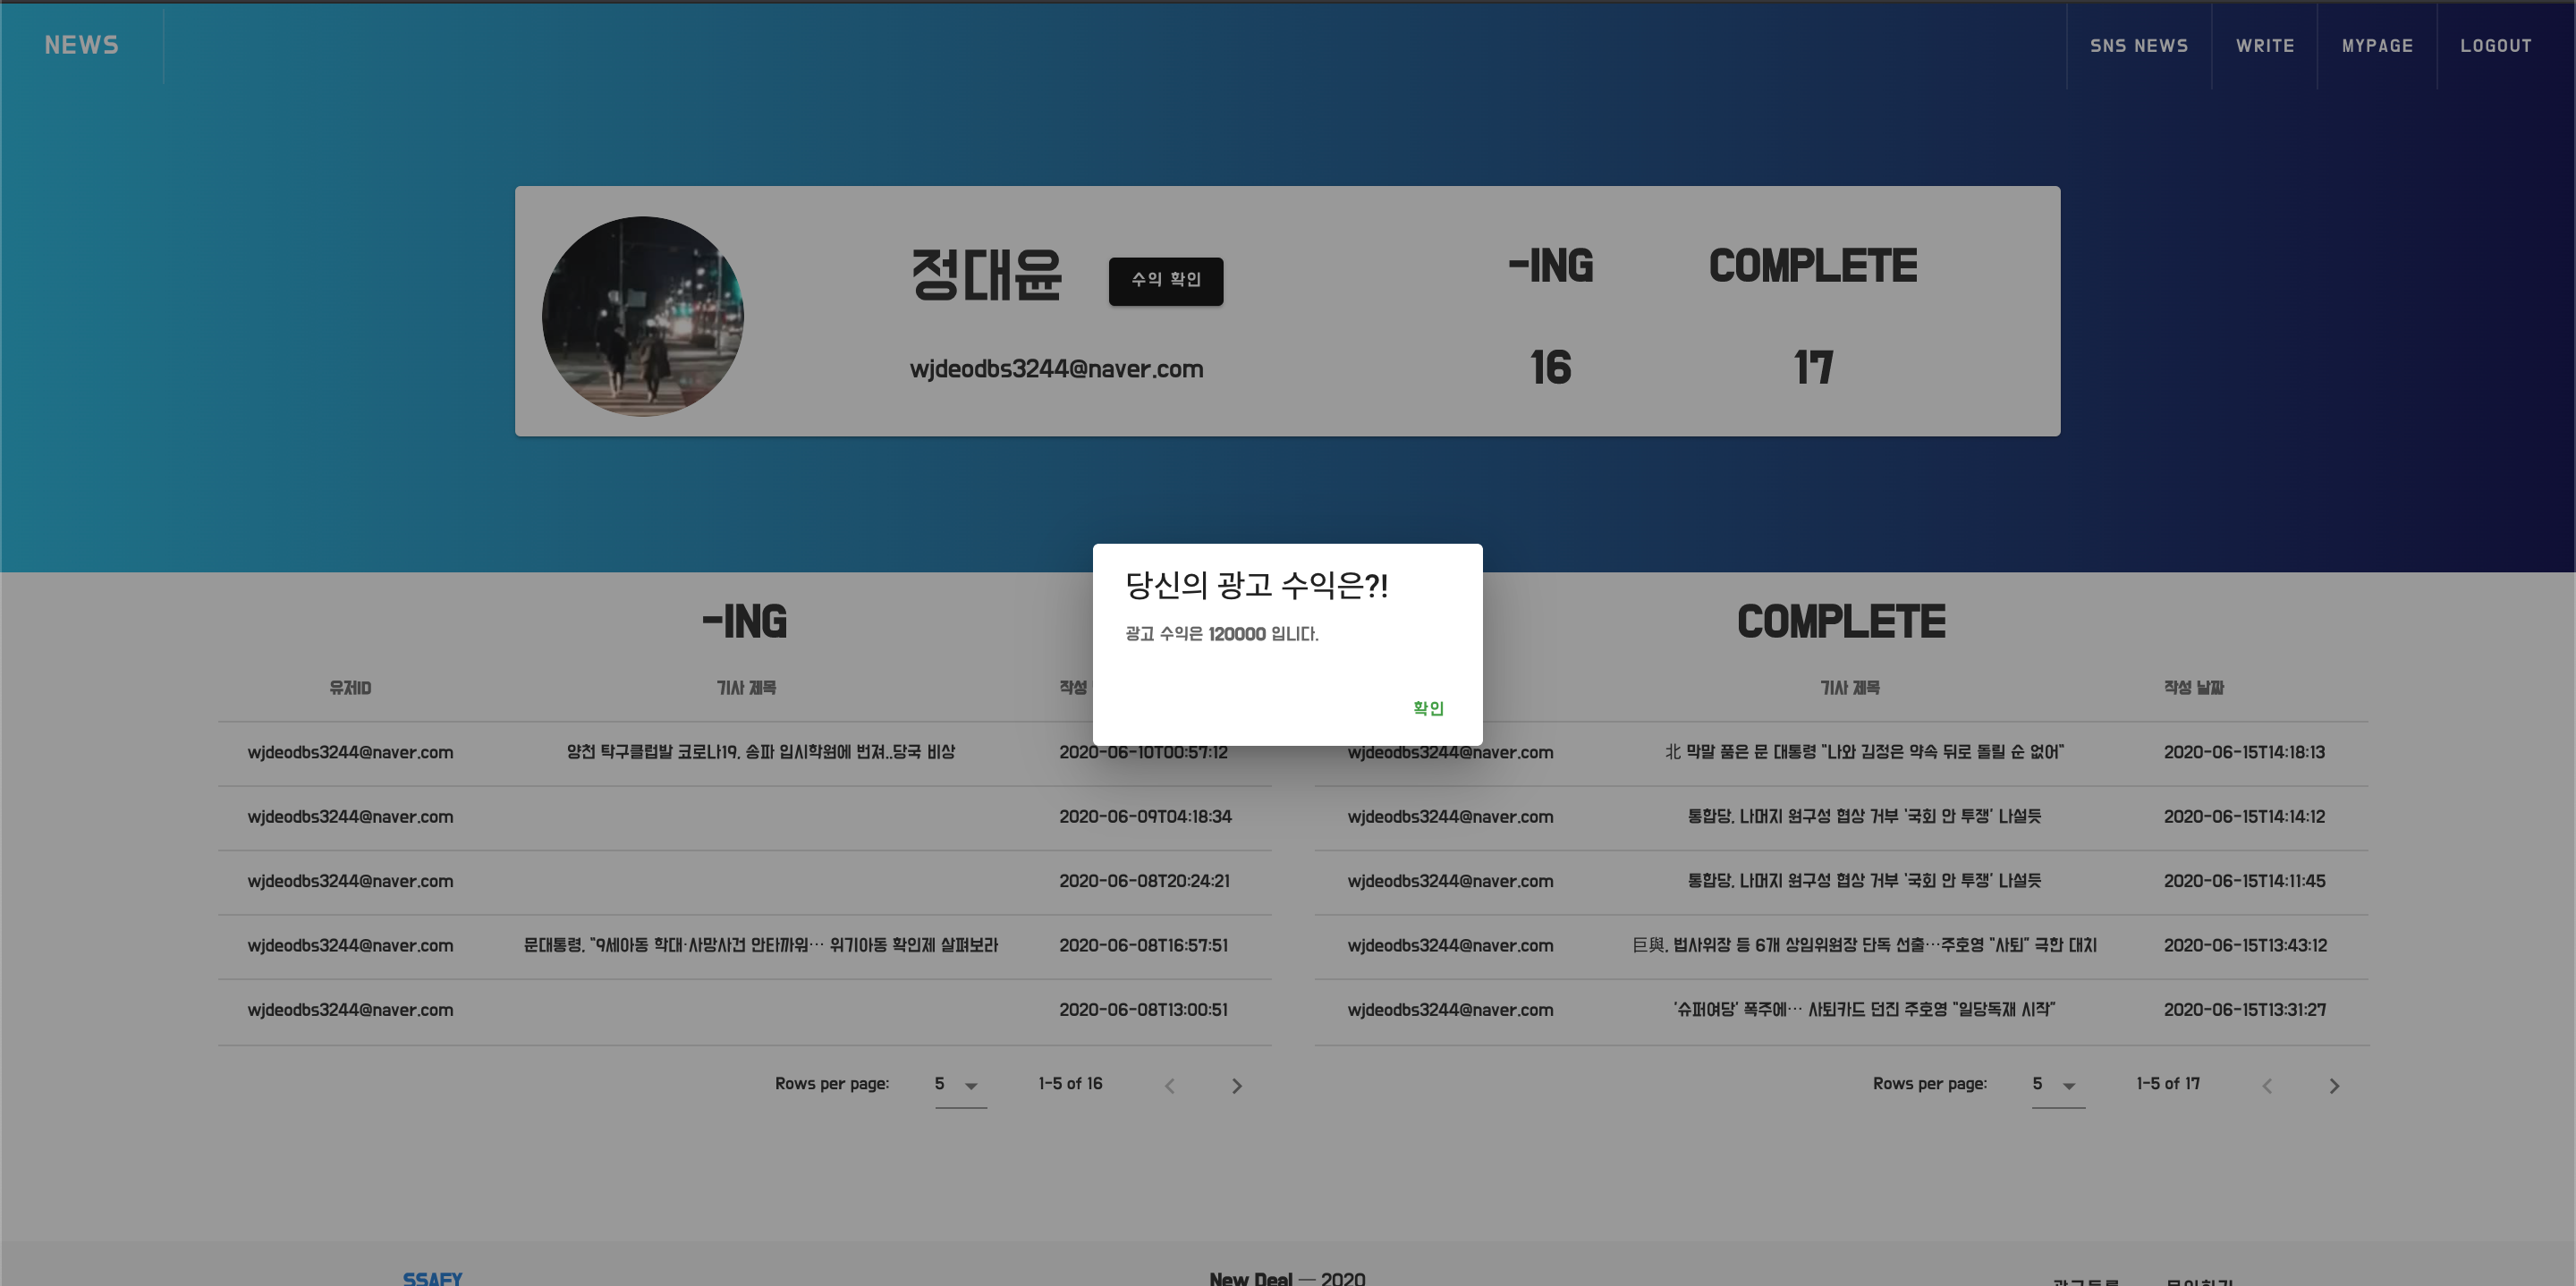 NEWS
SNS NEWS
WRITE
MYPAGE
LOGOUT
정대윤
수익 확인
-ING
COMPLETE
wjdeodbs3244@naver.com
16
17
당신의 광고 수익은?!
광고 수익은 120000 입니다.
확인
-ING
유저ID 기사 제목 작성
wjdeodbs3244@naver.com 양천 탁구클럽발 코로나19, 송파 입시학원에 번져..당국 비상 2020-06-10T00:57:12
wjdeodbs3244@naver.com 2020-06-09T04:18:34
wjdeodbs3244@naver.com 2020-06-08T20:24:21
wjdeodbs3244@naver.com 문대통령, "9세아동 학대·사망사건 안타까워… 위기아동 확인제 살펴보라 2020-06-08T16:57:51
wjdeodbs3244@naver.com 2020-06-08T13:00:51
Rows per page: 5 1-5 of 16
COMPLETE
기사 제목 작성 날짜
wjdeodbs3244@naver.com 北 막말 품은 문 대통령 "나와 김정은 약속 뒤로 돌릴 순 없어" 2020-06-15T14:18:13
wjdeodbs3244@naver.com 통합당, 나머지 원구성 협상 거부 '국회 안 투쟁' 나설듯 2020-06-15T14:14:12
wjdeodbs3244@naver.com 통합당, 나머지 원구성 협상 거부 '국회 안 투쟁' 나설듯 2020-06-15T14:11:45
wjdeodbs3244@naver.com 巨與, 법사위장 등 6개 상임위원장 단독 선출…주호영 "사퇴" 극한 대치 2020-06-15T13:43:12
wjdeodbs3244@naver.com '슈퍼여당' 폭주에… 사퇴카드 던진 주호영 "일당독재 시작" 2020-06-15T13:31:27
Rows per page: 5 1-5 of 17
SSAFY
New Deal — 2020